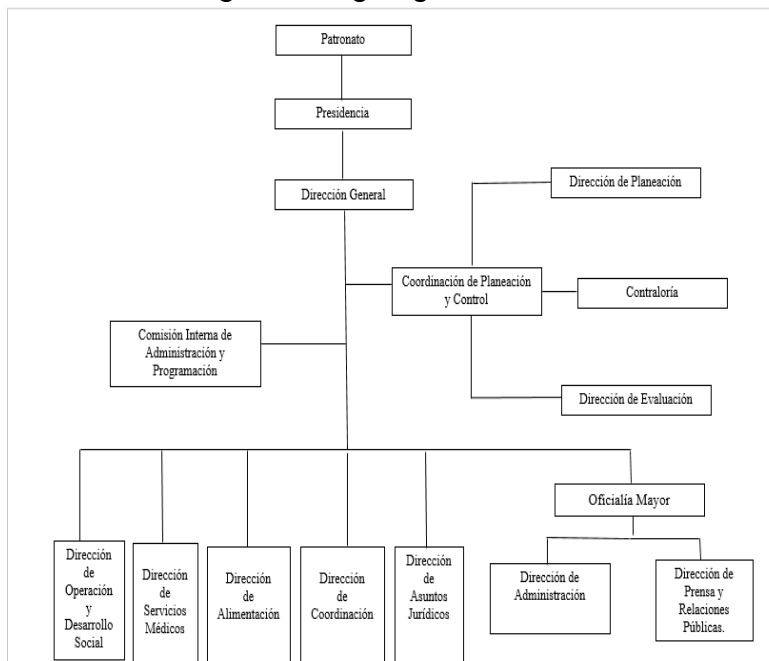 Patronato
Presidencia
Dirección General
Dirección de Planeación
Coordinación de Planeación
y Control
Contraloría
Comisión Interna de
Administración y
Programación
Dirección de Evaluación
Oficialía Mayor
Dirección
de
Operación
y
Desarrollo
Social
Dirección
de
Servicios
Médicos
Dirección
de
Alimentación
Dirección
de
Coordinación
Dirección
de
Asuntos
Jurídicos
Dirección de
Administración
Dirección de
Prensa y
Relaciones
Públicas.